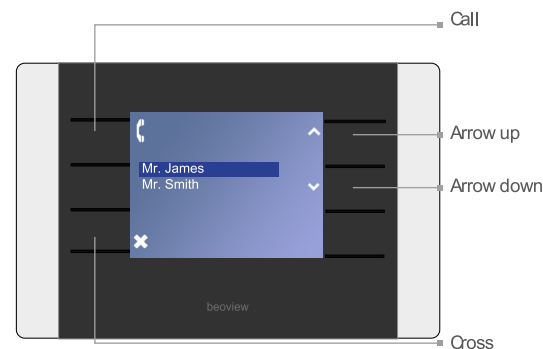 Call
Arrow up
Mr. James
Mr. Smith
Arrow down
beoview
Cross